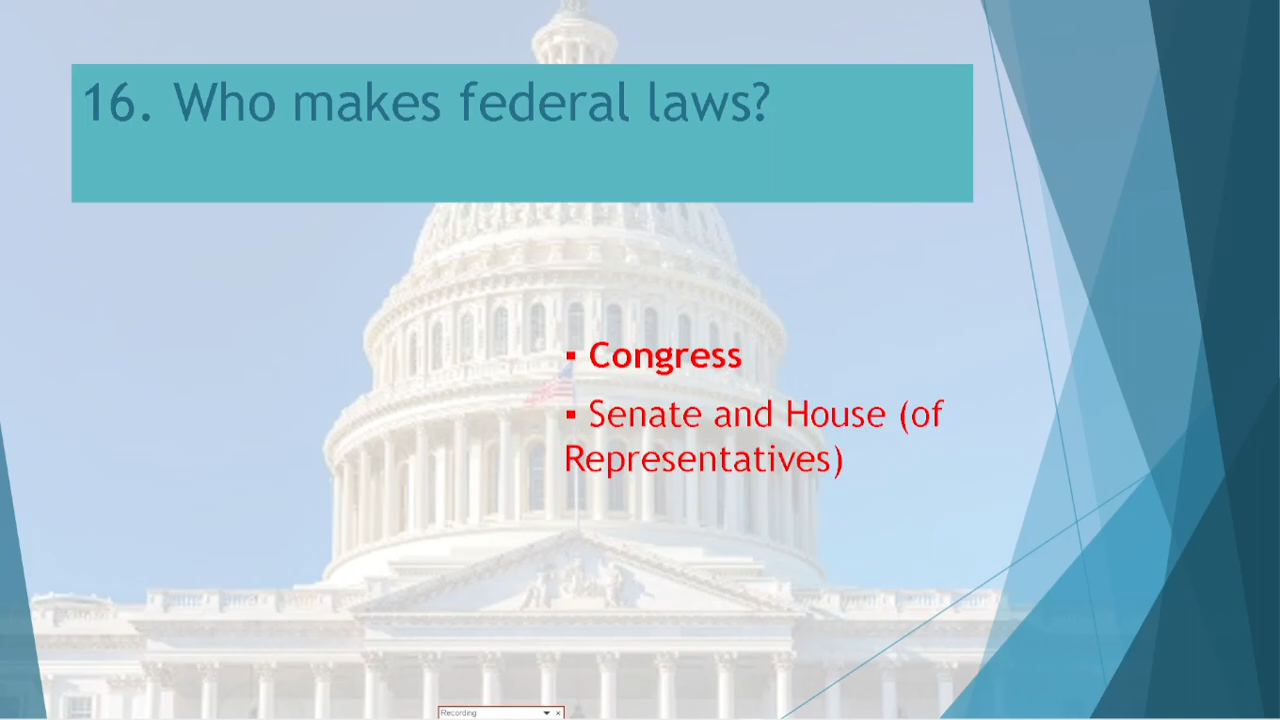 16. Who makes federal laws?
▪ Congress
▪ Senate and House (of
Representatives)
Recording